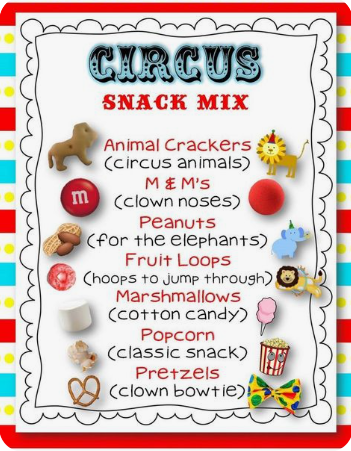 CIRCUS
SNACK MIX
Animal Crackers
(circus animals)
m
M & M's
(clown noses)
Peanuts
(for the elephants)
Fruit Loops
(hoops to jump through)
Marshmallows
(cotton candy)
Popcorn
(classic snack)
Pretzels
(clown bowtie)